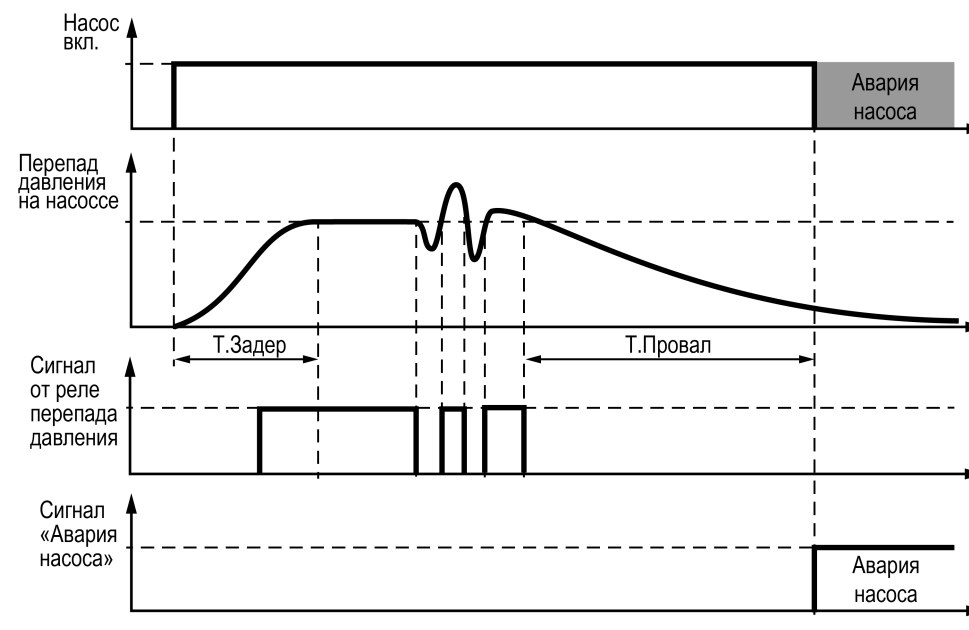 Насос
вкл.
Авария
насоса
Перепад
давления
на насоссе
Т.Задер
Т.Провал
Сигнал
от реле
перепада
давления
Сигнал
«Авария
насоса»
Авария
насоса